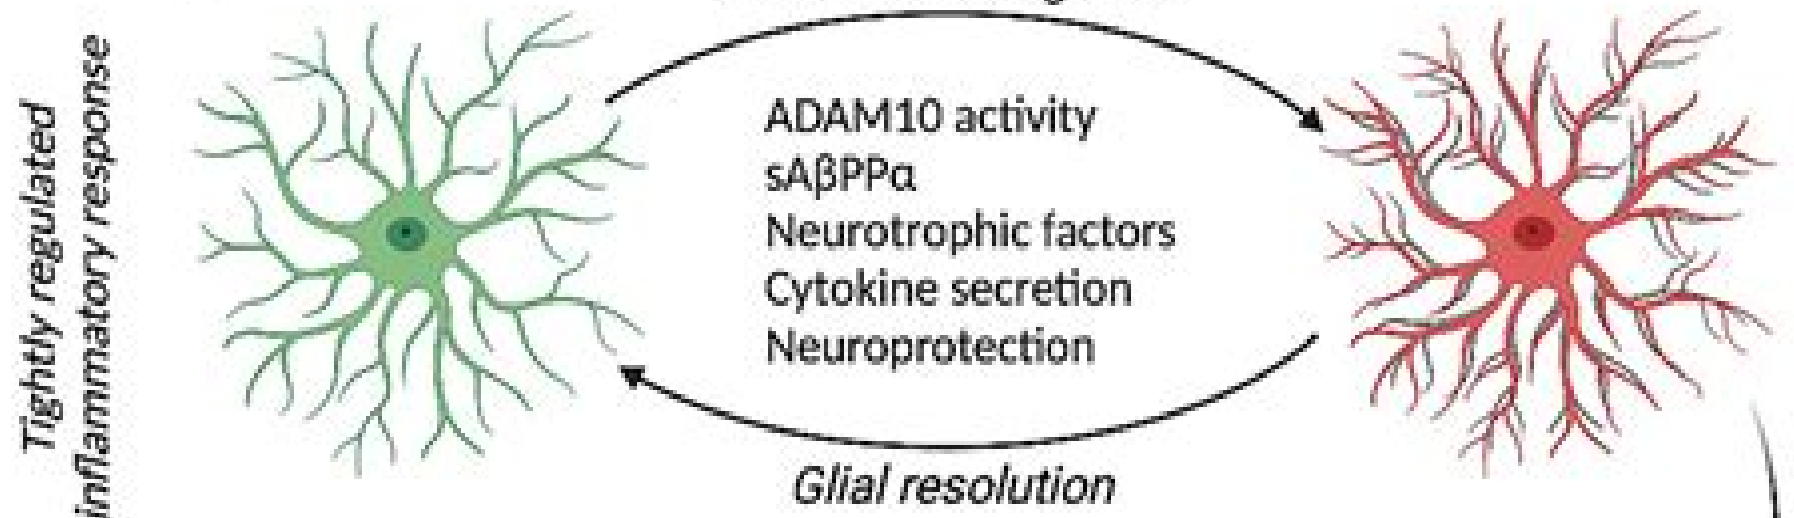 Tightly regulated
inflammatory response
ADAM10 activity
sAβPPα
Neurotrophic factors
Cytokine secretion
Neuroprotection
Glial resolution